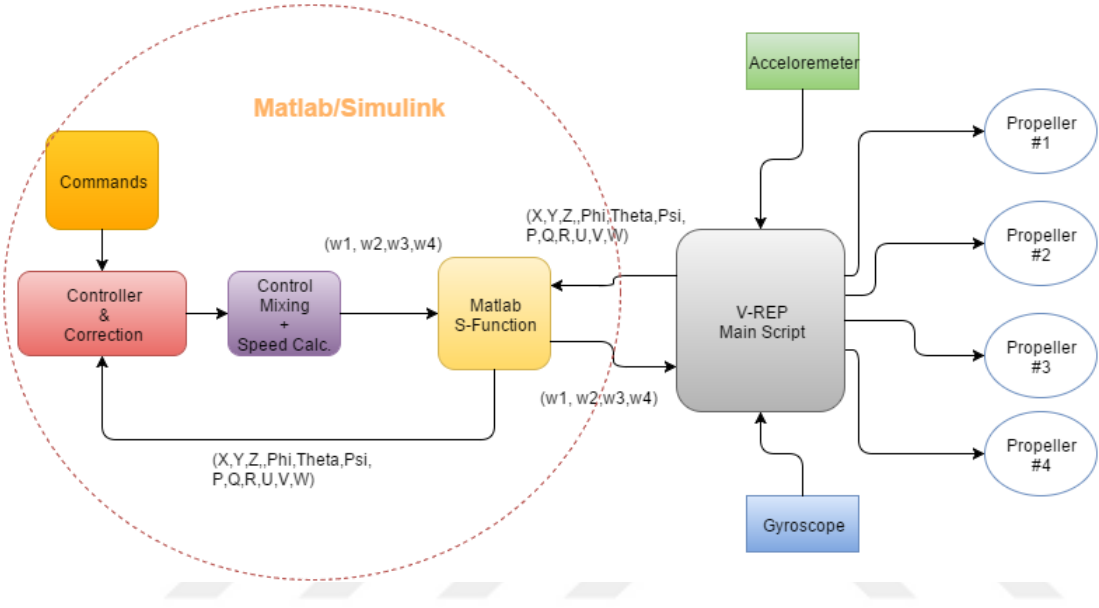 Matlab/Simulink
Commands
Controller
&
Correction
Control
Mixing
+
Speed Calc.
(w1, w2,w3,w4)
Matlab
S-Function
(X,Y,Z,,Phi,Theta,Psi,
P,Q,R,U,V,W)
(X,Y,Z,,Phi,Theta,Psi,
P,Q,R,U,V,W)
(w1, w2,w3,w4)
Acceloremeter
V-REP
Main Script
Gyroscope
Propeller
#1
Propeller
#2
Propeller
#3
Propeller
#4